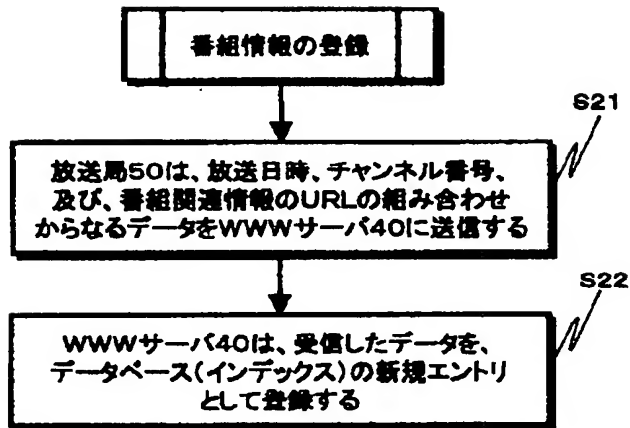 番組情報の登録
S21
放送局50は、放送日時、チャンネル番号、
及び、番組関連情報のURLの組み合わせ
からなるデータをWWWサーバ40に送信する
S22
WWWサーバ40は、受信したデータを、
データベース(インデックス)の新規エントリ
として登録する